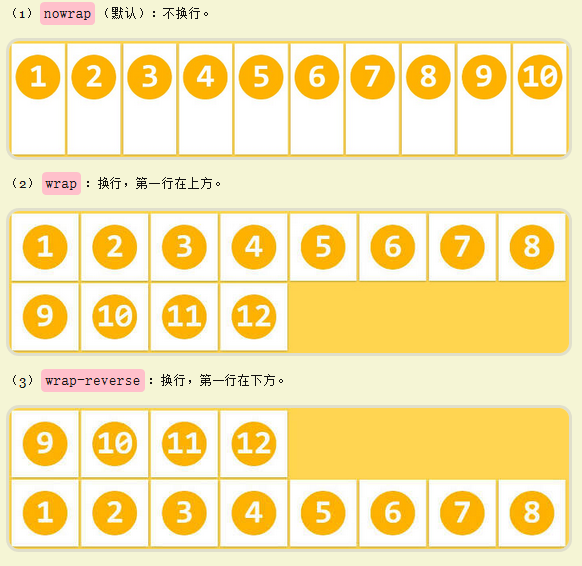 （1）nowrap（默认）：不换行。
1 2 3 4 5 6 7 8 9 10
（2）wrap：换行，第一行在上方。
1 2 3 4 5 6 7 8
9 10 11 12
（3）wrap-reverse：换行，第一行在下方。
9 10 11 12
1 2 3 4 5 6 7 8